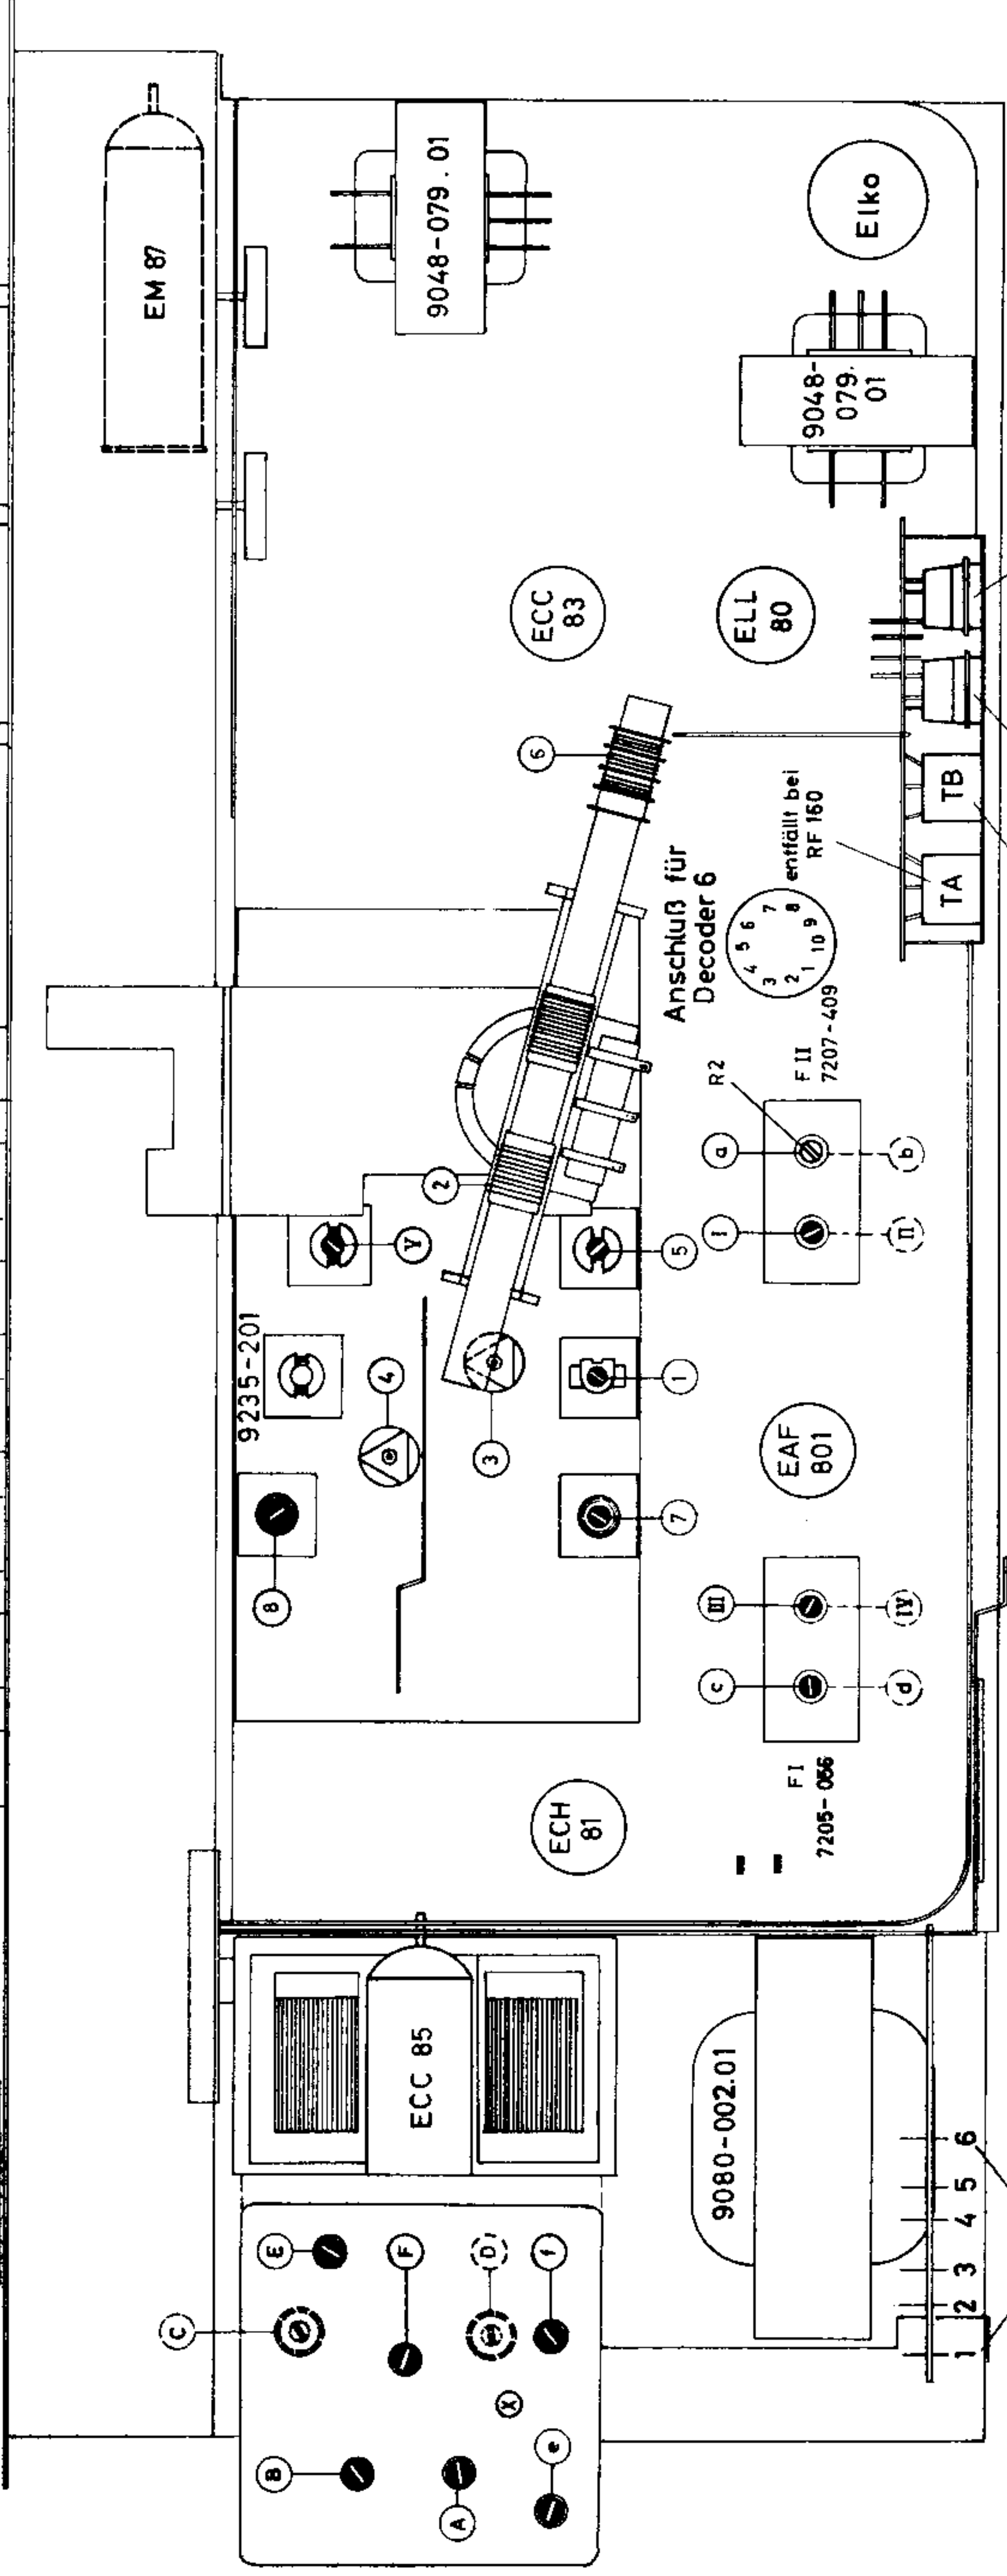 EM 87
9048-079.01
Elko
9048-
079.
01
ECC
83
ELL
80
6
TB
TA
entfällt bei
RF 160
Anschluß für
Decoder 6
1 2 3 4 5 6 7 8 9 10
F II
7207-409
R2
a
b
I
II
2
V
5
9235-201
4
3
1
8
7
EAF
801
III
IV
c
d
F I
7205-066
ECH
81
ECC 85
9080-002.01
1 2 3 4 5 6
E
F
D
f
C
X
B
A
e